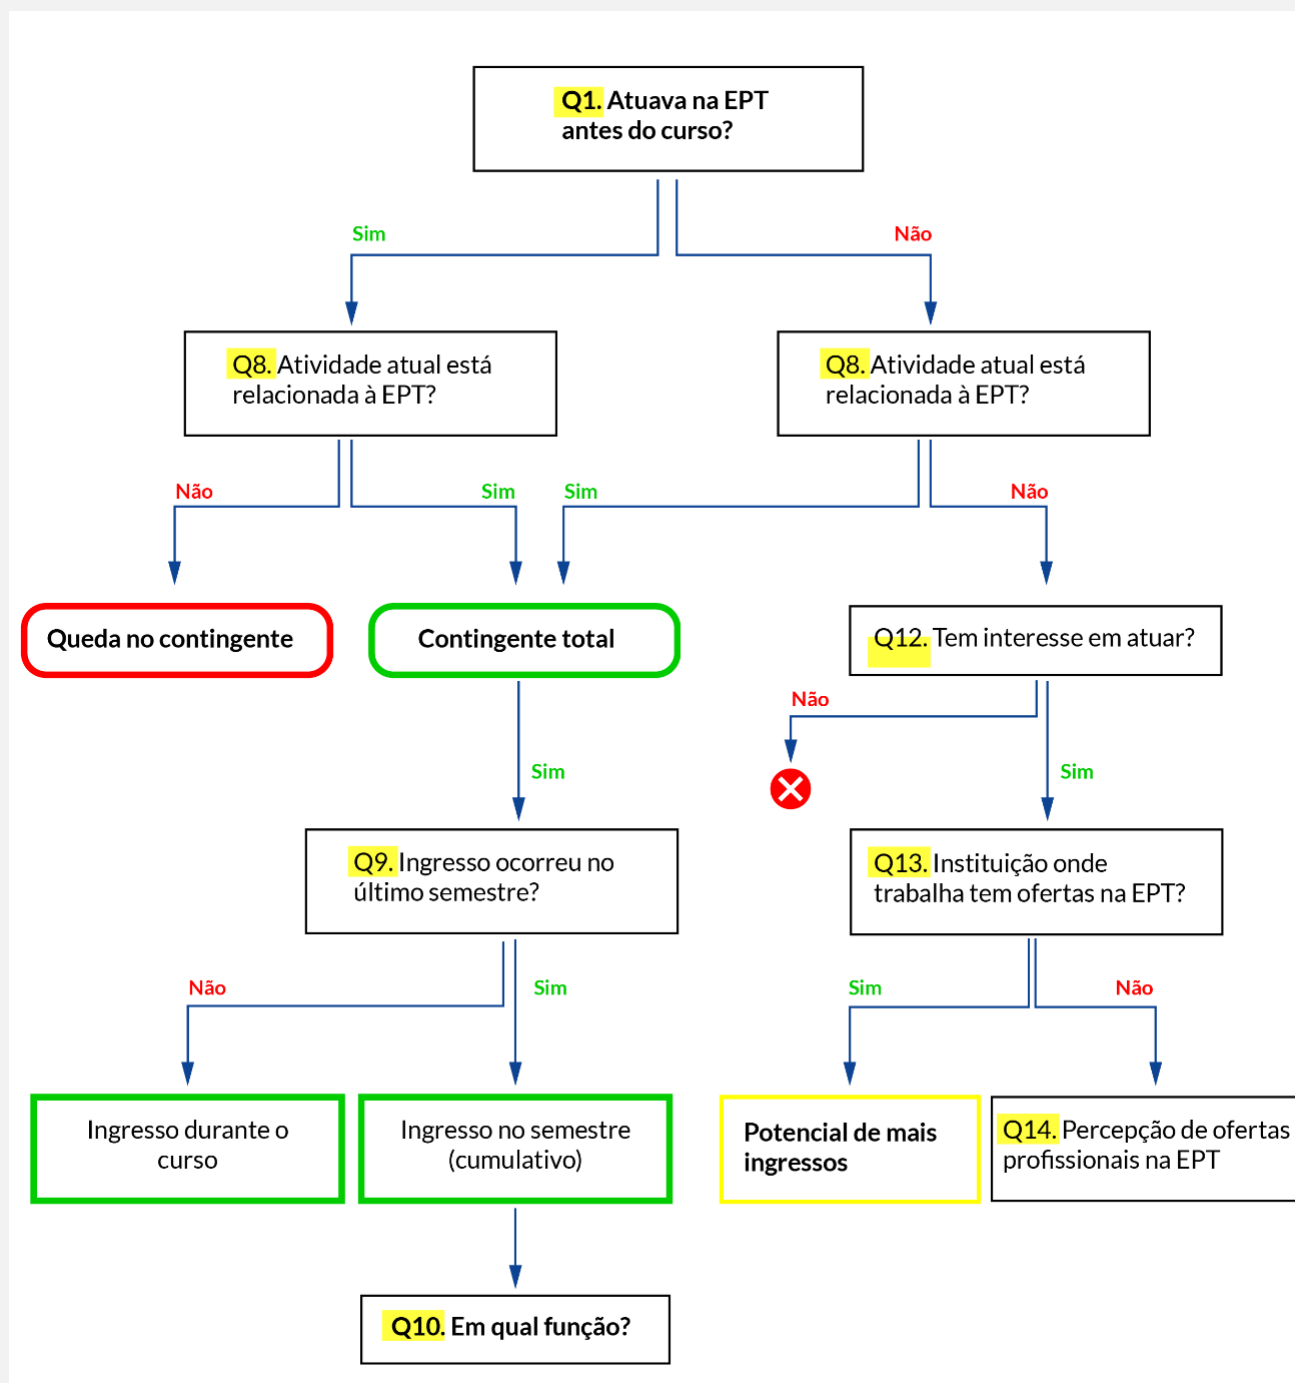 Q1. Atuava na EPT
antes do curso?
Sim
Não
Q8. Atividade atual está
relacionada à EPT?
Q8. Atividade atual está
relacionada à EPT?
Não
Sim
Sim
Não
Queda no contingente
Contingente total
Q12. Tem interesse em atuar?
Não
Sim
Sim
Q9. Ingresso ocorreu no
último semestre?
Q13. Instituição onde
trabalha tem ofertas na EPT?
Não
Sim
Sim
Não
Ingresso durante o
curso
Ingresso no semestre
(cumulativo)
Potencial de mais
ingressos
Q14. Percepção de ofertas
profissionais na EPT
Q10. Em qual função?